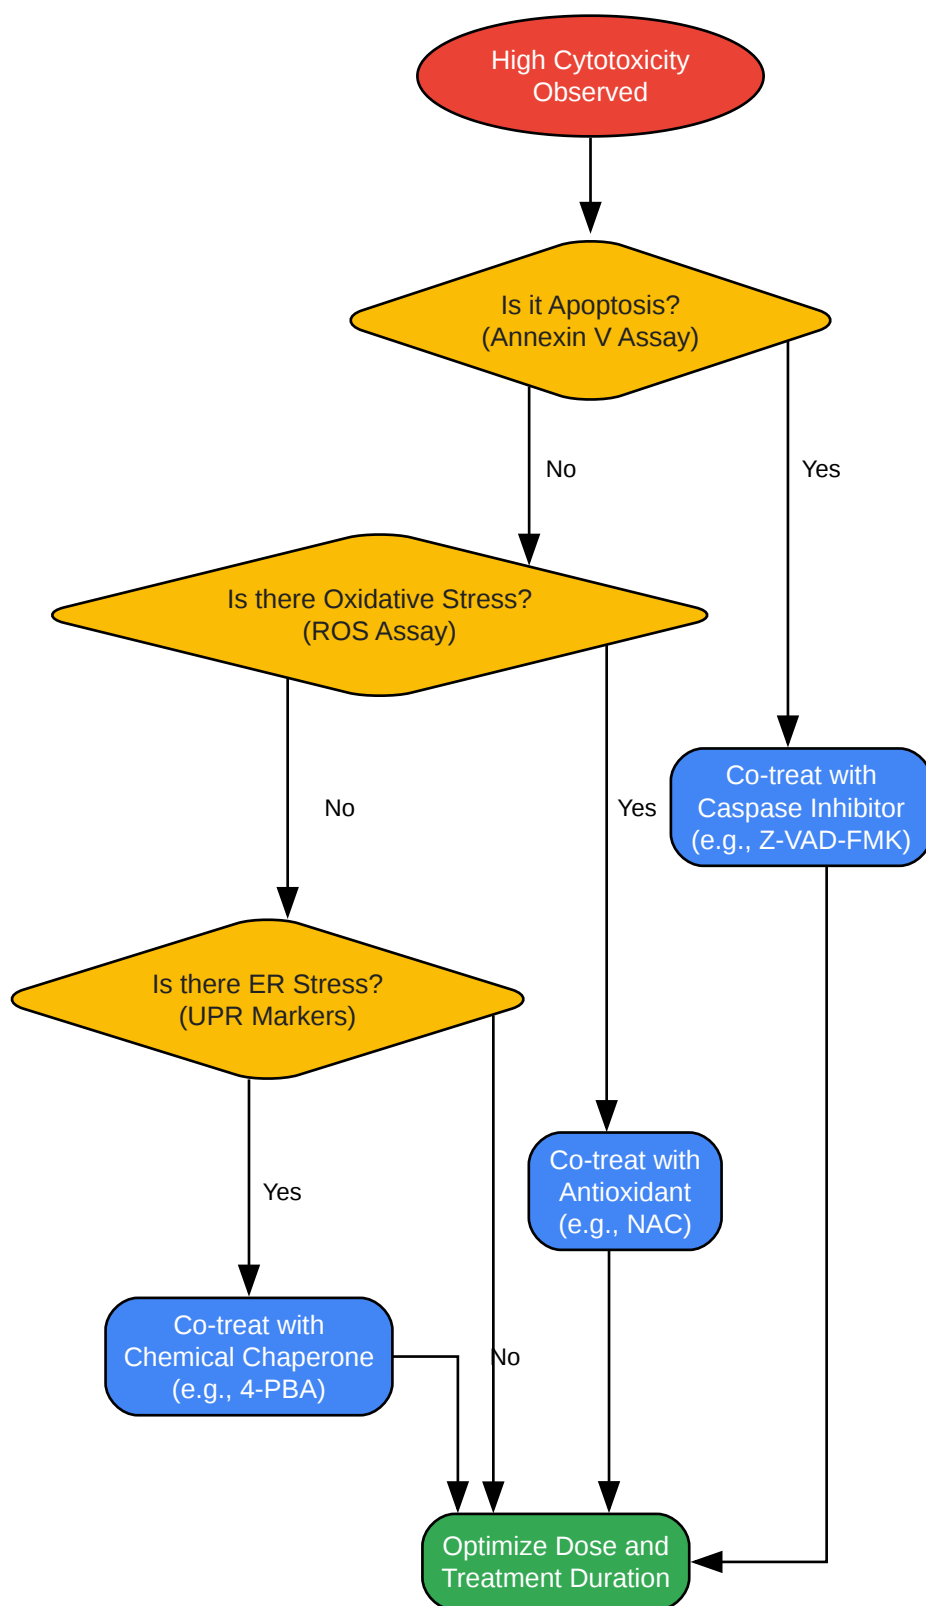 High Cytotoxicity
Observed
Is it Apoptosis?
(Annexin V Assay)
No
Yes
Is there Oxidative Stress?
(ROS Assay)
Co-treat with
Caspase Inhibitor
(e.g., Z-VAD-FMK)
No
Yes
Is there ER Stress?
(UPR Markers)
Co-treat with
Antioxidant
(e.g., NAC)
Yes
Co-treat with
Chemical Chaperone
(e.g., 4-PBA)
No
Optimize Dose and
Treatment Duration